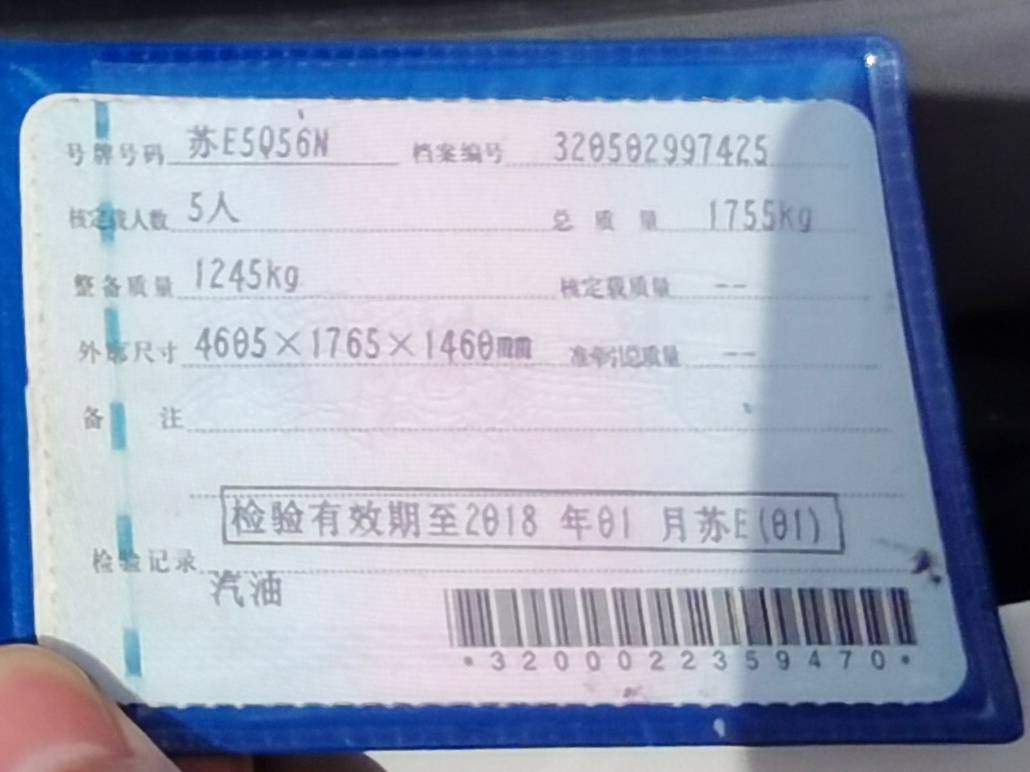 号牌号码 苏E5Q56N 档案编号 320502997425
核定载人数 5人 总质量 1755kg
整备质量 1245kg 核定载质量 --
外廓尺寸 4605×1765×1460mm 准牵引总质量 --
备注
检验有效期至2018 年01 月苏E(01)
检验记录
汽油
*3200022359470*